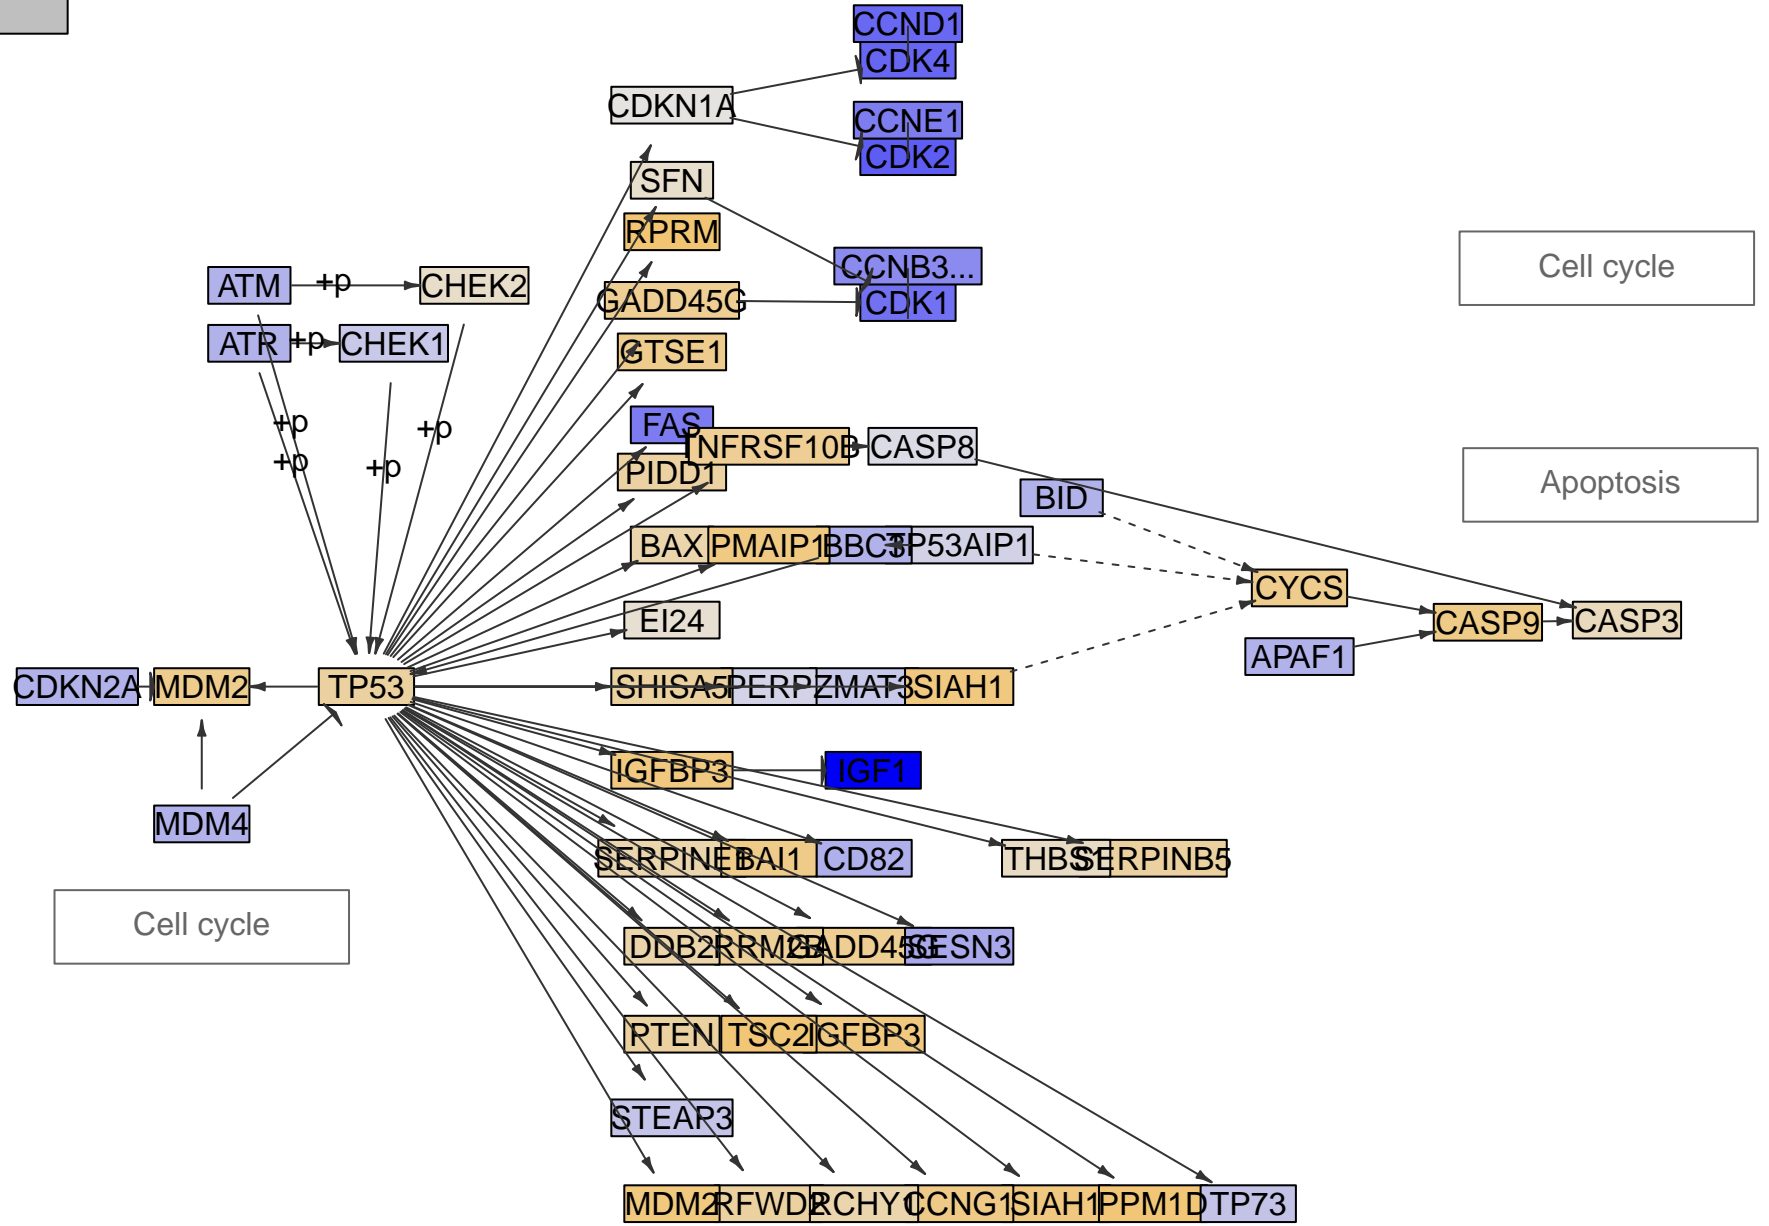 CCND1
CDK4
CDKN1A
CCNE1
CDK2
SFN
RPRM
Cell cycle
CCNB3...
ATM
+p
CHEK2
GADD45G
CDK1
ATR
+p
CHEK1
GTSE1
+p
+p
FAS
TNFRSF10B
CASP8
+p
+p
PIDD1
Apoptosis
BID
BAX
PMAIP1
BBC3
TP53AIP1
CYCS
EI24
CASP9
CASP3
APAF1
CDKN2A
MDM2
TP53
SHISA5
PERP
ZMAT3
SIAH1
IGFBP3
IGF1
MDM4
SERPINE1
BAI1
CD82
THBS1
SERPINB5
Cell cycle
DDB2
RRM2B
GADD45G
SESN3
PTEN
TSC2
IGFBP3
STEAP3
MDM2
RFWD2
RCHY1
CCNG1
SIAH1
PPM1D
TP73